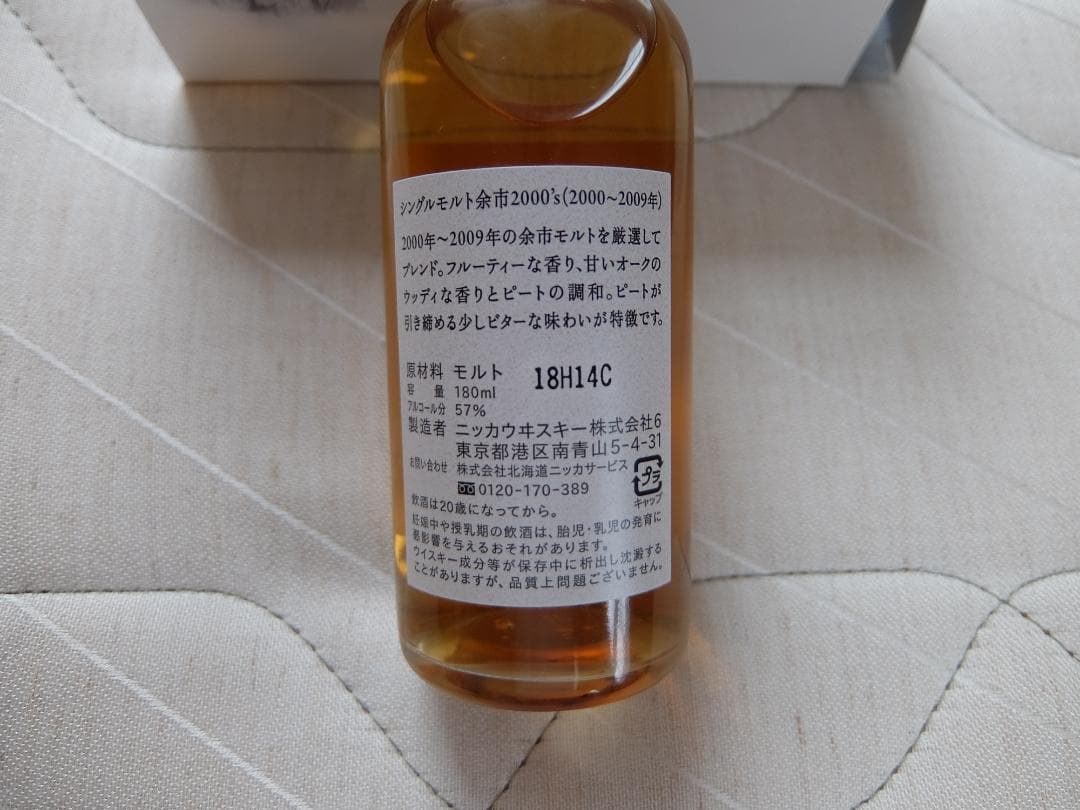 シングルモルト余市2000's(2000〜2009年)
2000年〜2009年の余市モルトを厳選して
ブレンド。フルーティーな香り、甘いオークの
ウッディな香りとピートの調和。ピートが
引き締める少しビターな味わいが特徴です。
原材料 モルト 18H14C
容量 180ml
アルコール分 57%
製造者 ニッカウヰスキー株式会社6
東京都港区南青山5-4-31
お問い合わせ 株式会社北海道ニッカサービス
0120-170-389
プラ
キャップ
飲酒は20歳になってから。
妊娠中や授乳期の飲酒は、胎児・乳児の発育に
悪影響を与えるおそれがあります。
ウイスキー成分等が保存中に析出し沈澱する
ことがありますが、品質上問題ございません。